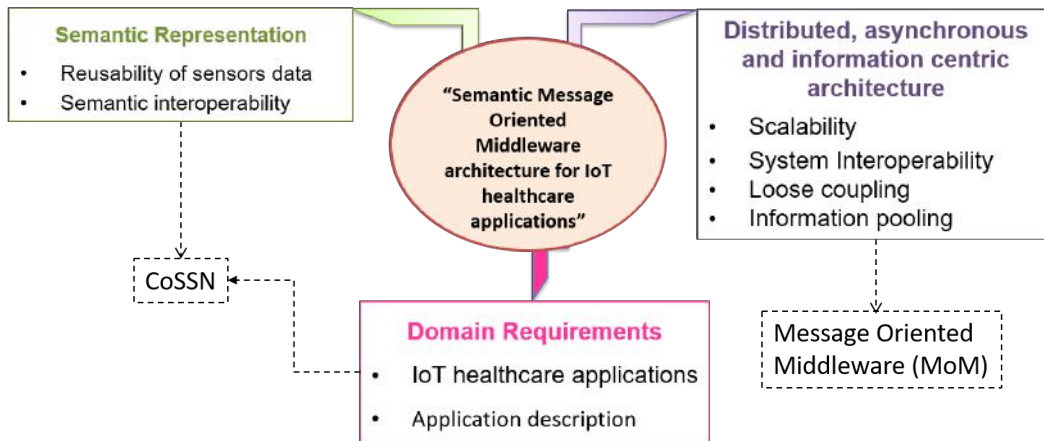 Semantic Representation
• Reusability of sensors data
• Semantic interoperability
“Semantic Message
Oriented
Middleware
architecture for IoT
healthcare
applications”
Distributed, asynchronous
and information centric
architecture
• Scalability
• System Interoperability
• Loose coupling
• Information pooling
CoSSN
Domain Requirements
• IoT healthcare applications
• Application description
Message Oriented
Middleware (MoM)